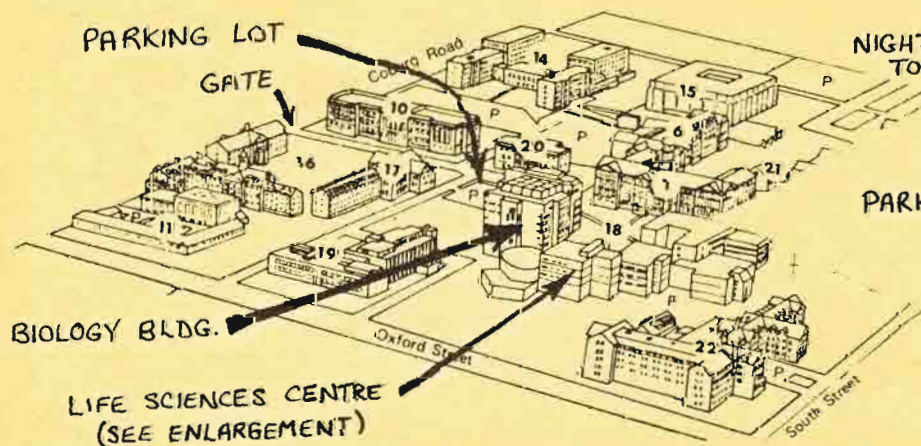 PARKING LOT
GATE
Coburg Road
NIGHT
TO
PARK
14
15
10
P
P
P
6
20
21
16
17
P
1
P
11
18
19
P
BIOLOGY BLDG.
Oxford Street
22
P
LIFE SCIENCES CENTRE
(SEE ENLARGEMENT)
South Street